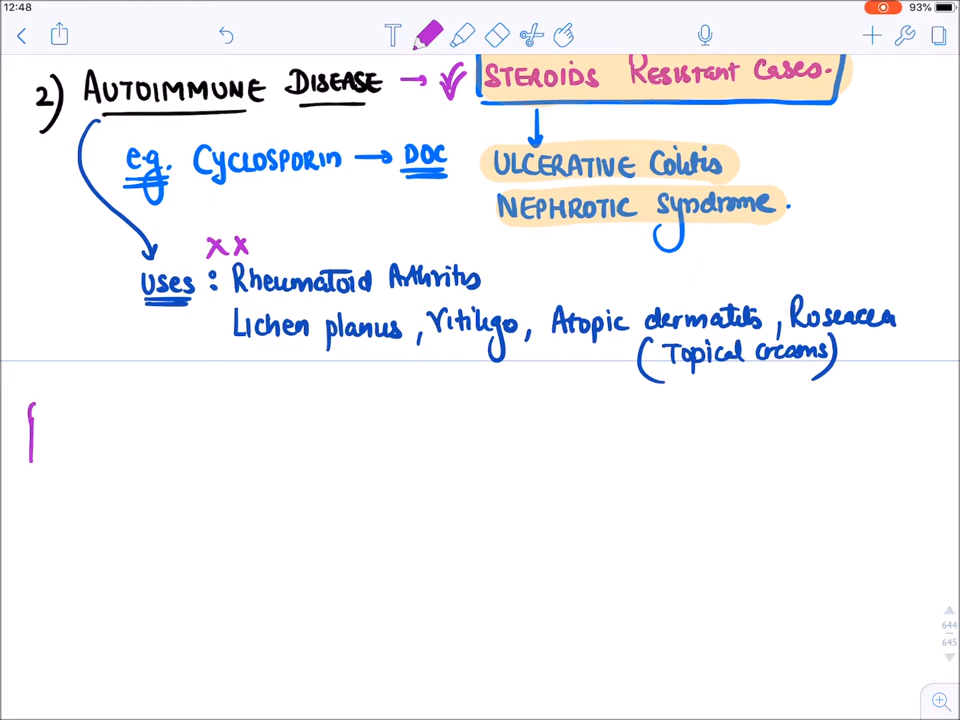 12:48
93%
T
2) AUTOIMMUNE DISEASE → STEROIDS Resistant Cases.
e.g. Cyclosporin → DOC ULCERATIVE Colitis
NEPHROTIC Syndrome.
xx
Uses : Rheumatoid Arthritis
Lichen planus, Vitiligo, Atopic dermatitis, Roseacea
(Topical creams)
644
645